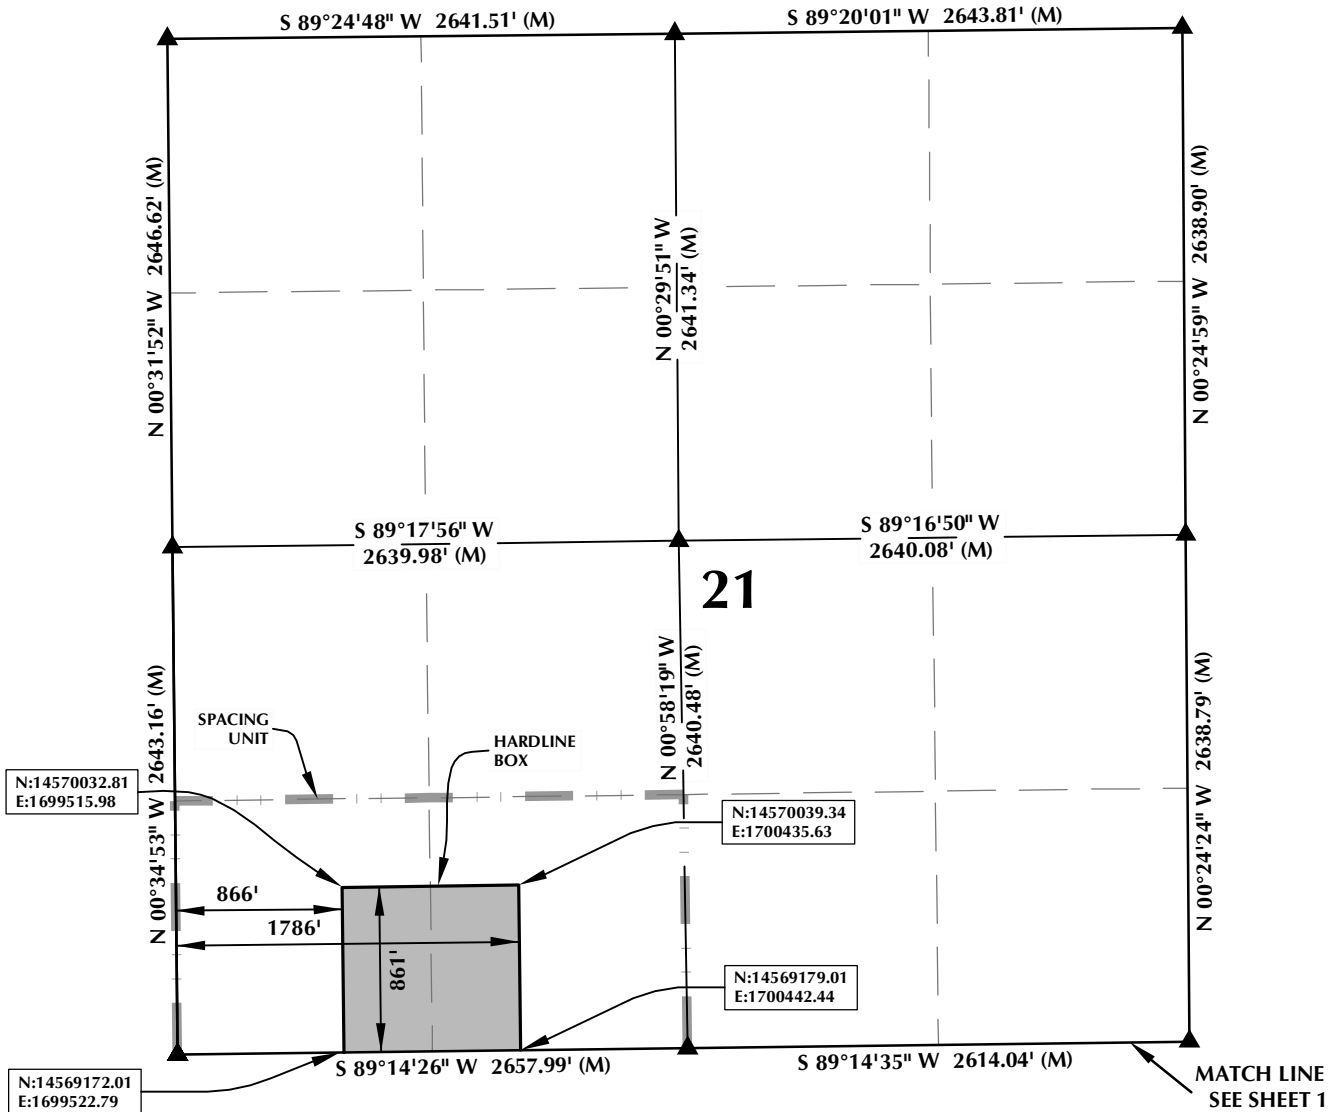 S 89°24'48" W 2641.51' (M)
S 89°20'01" W 2643.81' (M)
N 00°31'52" W 2646.62' (M)
N 00°29'51" W
2641.34' (M)
N 00°24'59" W 2638.90' (M)
S 89°17'56" W
2639.98' (M)
S 89°16'50" W
2640.08' (M)
21
N 00°34'53" W 2643.16' (M)
N 00°58'19" W
2640.48' (M)
N 00°24'24" W 2638.79' (M)
SPACING
UNIT
HARDLINE
BOX
N:14570032.81
E:1699515.98
N:14570039.34
E:1700435.63
866'
1786'
861'
N:14569179.01
E:1700442.44
N:14569172.01
E:1699522.79
S 89°14'26" W 2657.99' (M)
S 89°14'35" W 2614.04' (M)
MATCH LINE
SEE SHEET 1